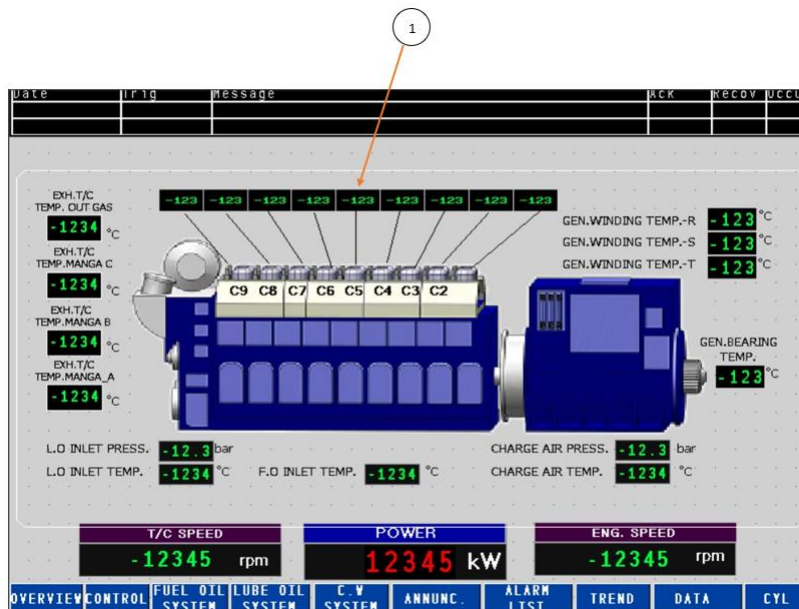 1
Date Trig Message Ack Recov Occu
EXH.T/C
TEMP. OUT GAS
-1234 °C
EXH.T/C
TEMP.MANGA C
-1234 °C
EXH.T/C
TEMP.MANGA B
-1234 °C
EXH.T/C
TEMP.MANGA_A
-1234 °C
-123 -123 -123 -123 -123 -123 -123 -123 -123
C9 C8 C7 C6 C5 C4 C3 C2
GEN.WINDING TEMP.-R -123 °C
GEN.WINDING TEMP.-S -123 °C
GEN.WINDING TEMP.-T -123 °C
GEN.BEARING
TEMP.
-123 °C
L.O INLET PRESS. -12.3 bar
L.O INLET TEMP. -1234 °C
F.O INLET TEMP. -1234 °C
CHARGE AIR PRESS. -12.3 bar
CHARGE AIR TEMP. -1234 °C
T/C SPEED
-12345 rpm
POWER
12345 kW
ENG. SPEED
-12345 rpm
OVERVIEW
CONTROL
FUEL OIL
SYSTEM
LUBE OIL
SYSTEM
C.W
SYSTEM
ANNUNC.
ALARM
LIST
TREND
DATA
CYL